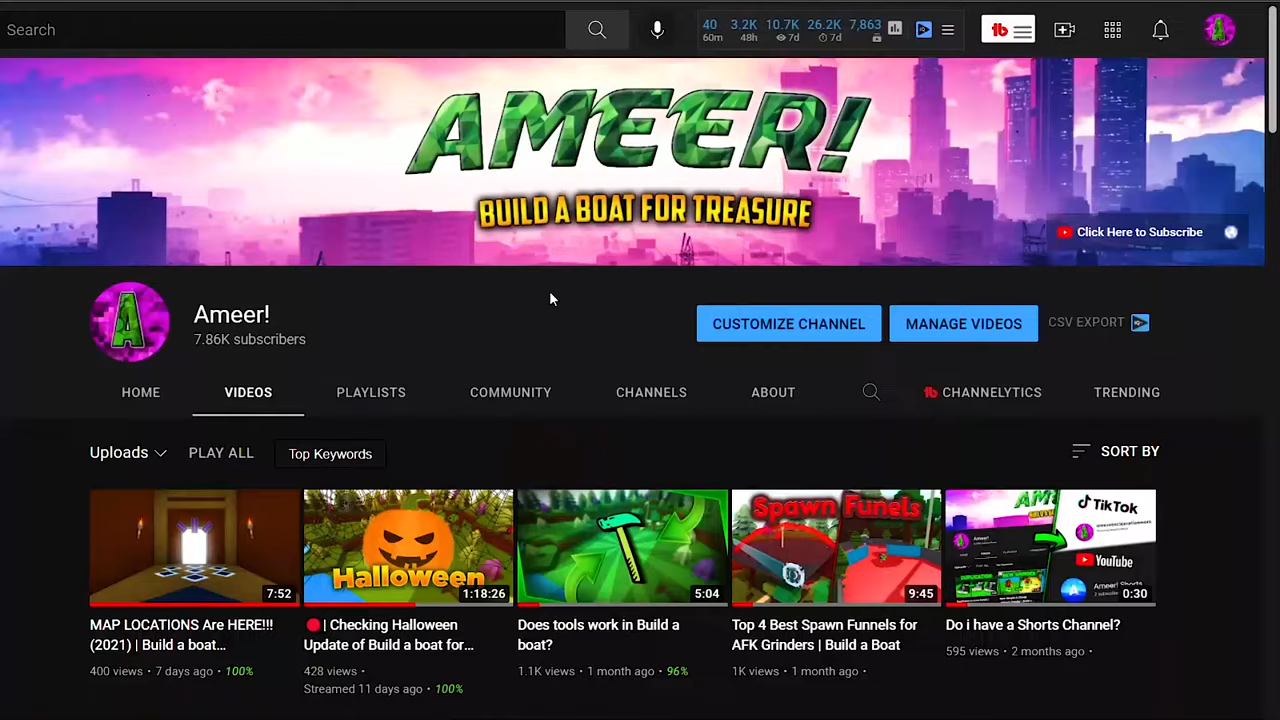 Search
40 3.2K 10.7K 26.2K 7,863
60m 48h 7d 7d
tb
AMEER!
BUILD A BOAT FOR TREASURE
Click Here to Subscribe
Ameer!
7.86K subscribers
CUSTOMIZE CHANNEL
MANAGE VIDEOS
CSV EXPORT
HOME
VIDEOS
PLAYLISTS
COMMUNITY
CHANNELS
ABOUT
tb CHANNELYTICS
TRENDING
Uploads
PLAY ALL
Top Keywords
SORT BY
7:52
Halloween
1:18:26
5:04
Spawn Funels
9:45
TikTok
Ameer!
YouTube
Ameer! Shorts
0:30
MAP LOCATIONS Are HERE!!!
(2021) | Build a boat...
400 views • 7 days ago • 100%
| Checking Halloween
Update of Build a boat for...
428 views •
Streamed 11 days ago • 100%
Does tools work in Build a
boat?
1.1K views • 1 month ago • 96%
Top 4 Best Spawn Funnels for
AFK Grinders | Build a Boat
1K views • 1 month ago •
Do i have a Shorts Channel?
595 views • 2 months ago •